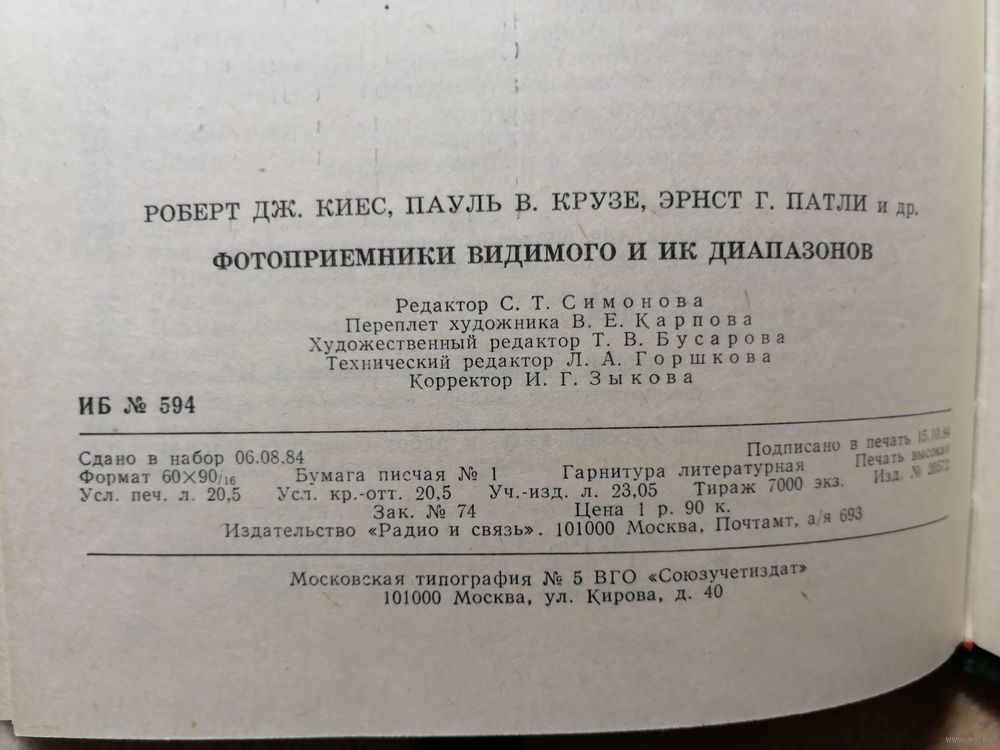 РОБЕРТ ДЖ. КИЕС, ПАУЛЬ В. КРУЗЕ, ЭРНСТ Г. ПАТЛИ и др.
ФОТОПРИЕМНИКИ ВИДИМОГО И ИК ДИАПАЗОНОВ
Редактор С. Т. Симонова
Переплет художника В. Е. Карпова
Художественный редактор Т. В. Бусарова
Технический редактор Л. А. Горшкова
Корректор И. Г. Зыкова
ИБ № 594
Сдано в набор 06.08.84 Подписано в печать 15.10.84
Формат 60×90/16 Бумага писчая № 1 Гарнитура литературная Печать высокая
Усл. печ. л. 20,5 Усл. кр.-отт. 20,5 Уч.-изд. л. 23,05 Тираж 7000 экз. Изд. № 20572
Зак. № 74 Цена 1 р. 90 к.
Издательство «Радио и связь». 101000 Москва, Почтамт, а/я 693
Московская типография № 5 ВГО «Союзучетиздат»
101000 Москва, ул. Кирова, д. 40